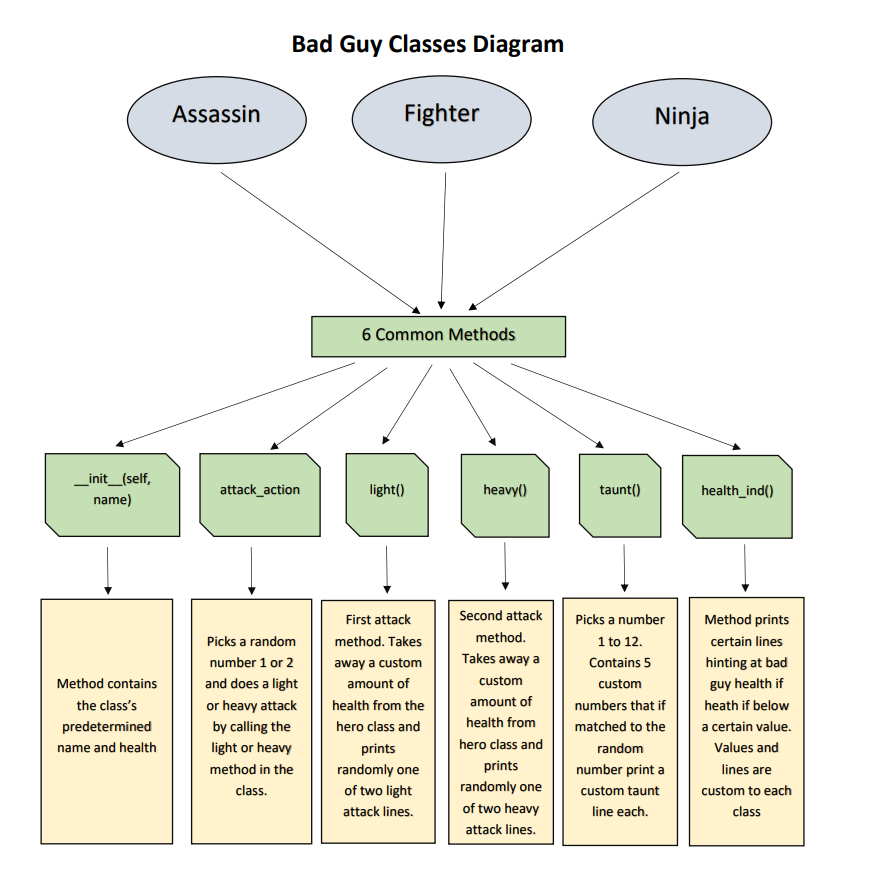 Bad Guy Classes Diagram
Assassin
Fighter
Ninja
6 Common Methods
__init__(self,
name)
attack_action
light()
heavy()
taunt()
health_ind()
Method contains
the class's
predetermined
name and health
Picks a random
number 1 or 2
and does a light
or heavy attack
by calling the
light or heavy
method in the
class.
First attack
method. Takes
away a custom
amount of
health from the
hero class and
prints
randomly one
of two light
attack lines.
Second attack
method.
Takes away a
custom
amount of
health from
hero class and
prints
randomly one
of two heavy
attack lines.
Picks a number
1 to 12.
Contains 5
custom
numbers that if
matched to the
random
number print a
custom taunt
line each.
Method prints
certain lines
hinting at bad
guy health if
heath if below
a certain value.
Values and
lines are
custom to each
class